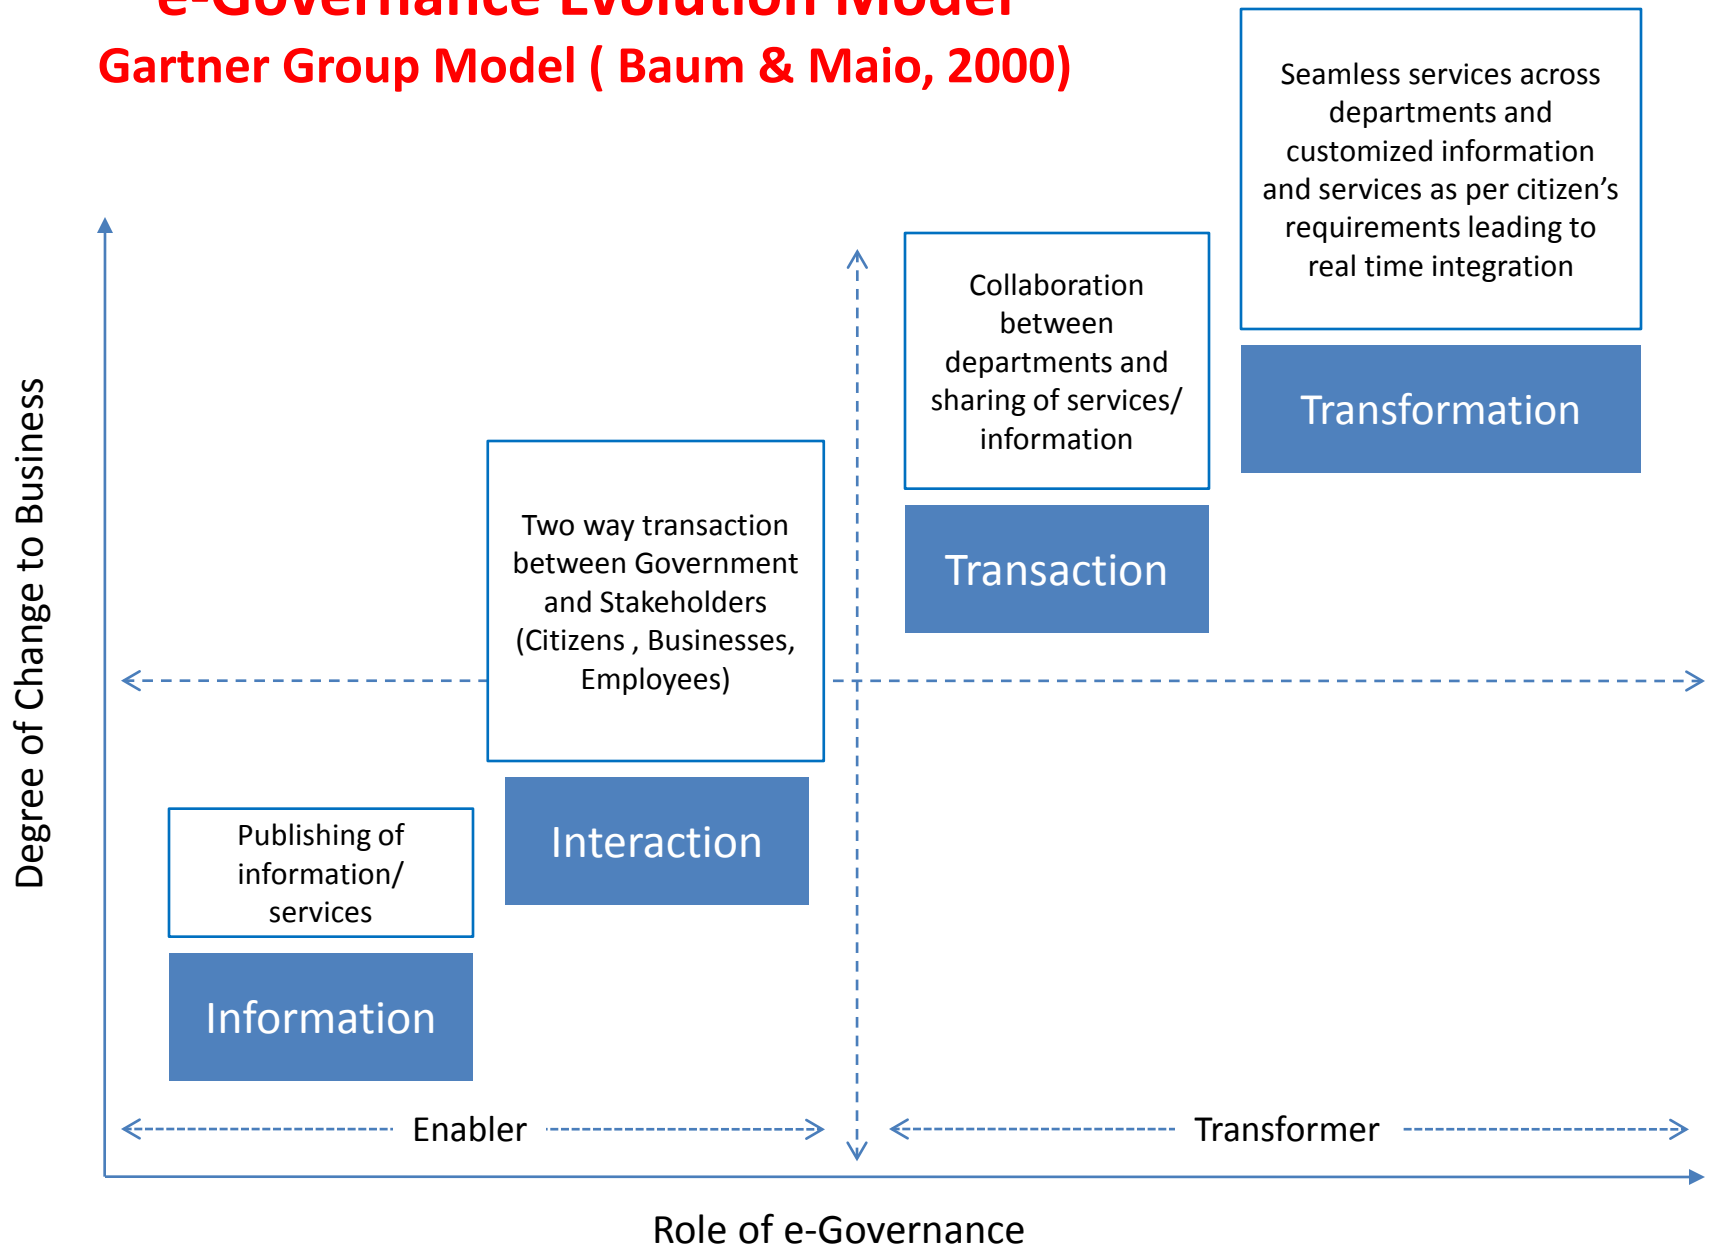 e-Governance Evolution Model
Gartner Group Model ( Baum & Maio, 2000)
Seamless services across
departments and
customized information
and services as per citizen’s
requirements leading to
real time integration
Transformation
Collaboration
between
departments and
sharing of services/
information
Transaction
Two way transaction
between Government
and Stakeholders
(Citizens , Businesses,
Employees)
Interaction
Publishing of
information/
services
Information
Degree of Change to Business
Enabler
Transformer
Role of e-Governance